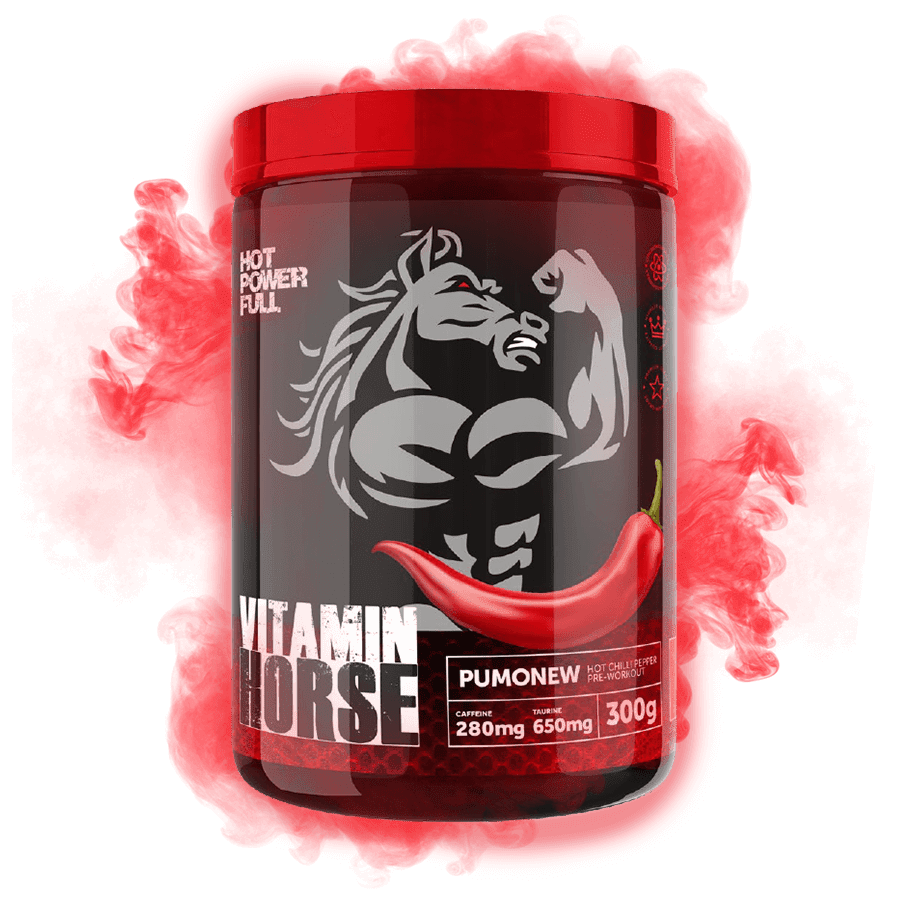 HOT
POWER
FULL
VITAMIN
HORSE
PUMONEW
HOT CHILLI PEPPER
PRE-WORKOUT
CAFFEINE
280mg
TAURINE
650mg
300g